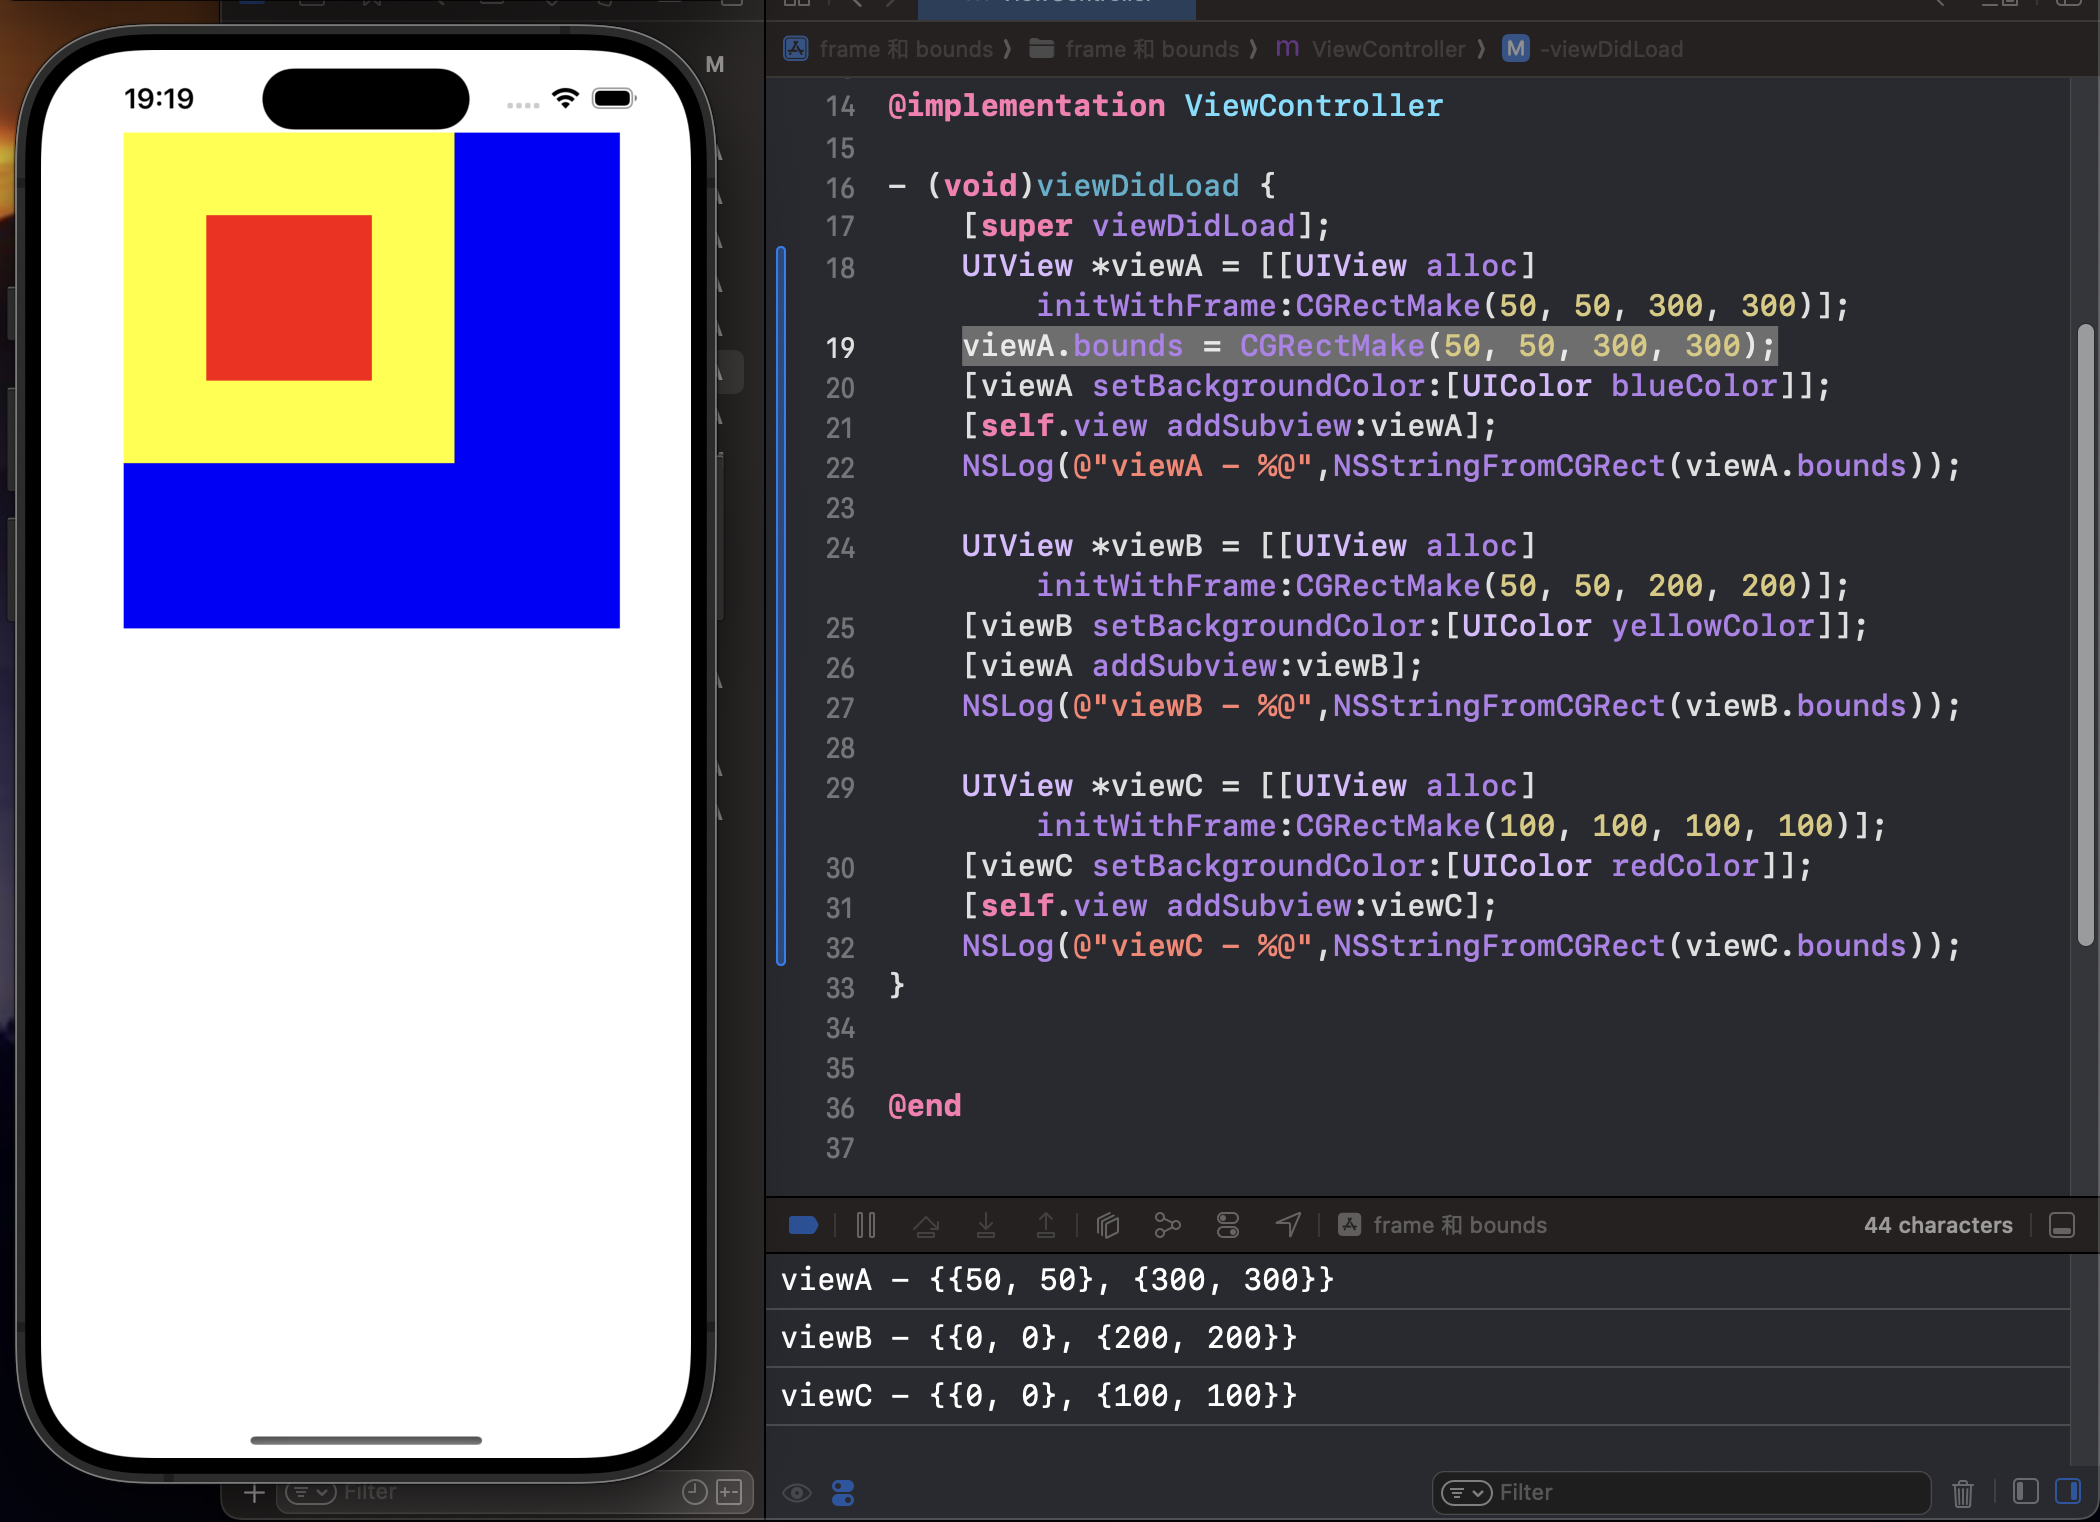 19:19
Filter
M
frame 和 bounds
frame 和 bounds
m ViewController
M -viewDidLoad
14 @implementation ViewController
15
16 - (void)viewDidLoad {
17 [super viewDidLoad];
18 UIView *viewA = [[UIView alloc]
initWithFrame:CGRectMake(50, 50, 300, 300)];
19 viewA.bounds = CGRectMake(50, 50, 300, 300);
20 [viewA setBackgroundColor:[UIColor blueColor]];
21 [self.view addSubview:viewA];
22 NSLog(@"viewA - %@",NSStringFromCGRect(viewA.bounds));
23
24 UIView *viewB = [[UIView alloc]
initWithFrame:CGRectMake(50, 50, 200, 200)];
25 [viewB setBackgroundColor:[UIColor yellowColor]];
26 [viewA addSubview:viewB];
27 NSLog(@"viewB - %@",NSStringFromCGRect(viewB.bounds));
28
29 UIView *viewC = [[UIView alloc]
initWithFrame:CGRectMake(100, 100, 100, 100)];
30 [viewC setBackgroundColor:[UIColor redColor]];
31 [self.view addSubview:viewC];
32 NSLog(@"viewC - %@",NSStringFromCGRect(viewC.bounds));
33 }
34
35
36 @end
37
frame 和 bounds
44 characters
viewA - {{50, 50}, {300, 300}}
viewB - {{0, 0}, {200, 200}}
viewC - {{0, 0}, {100, 100}}
Filter